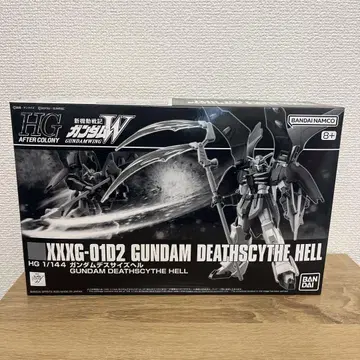 HG
AFTER COLONY
新機動戦記
ガンダムW
GUNDAM WING
BANDAI NAMCO
8+
XXXG-01D2 GUNDAM DEATHSCYTHE HELL
HG 1/144 ガンダムデスサイズヘル
GUNDAM DEATHSCYTHE HELL
BAN
DAI